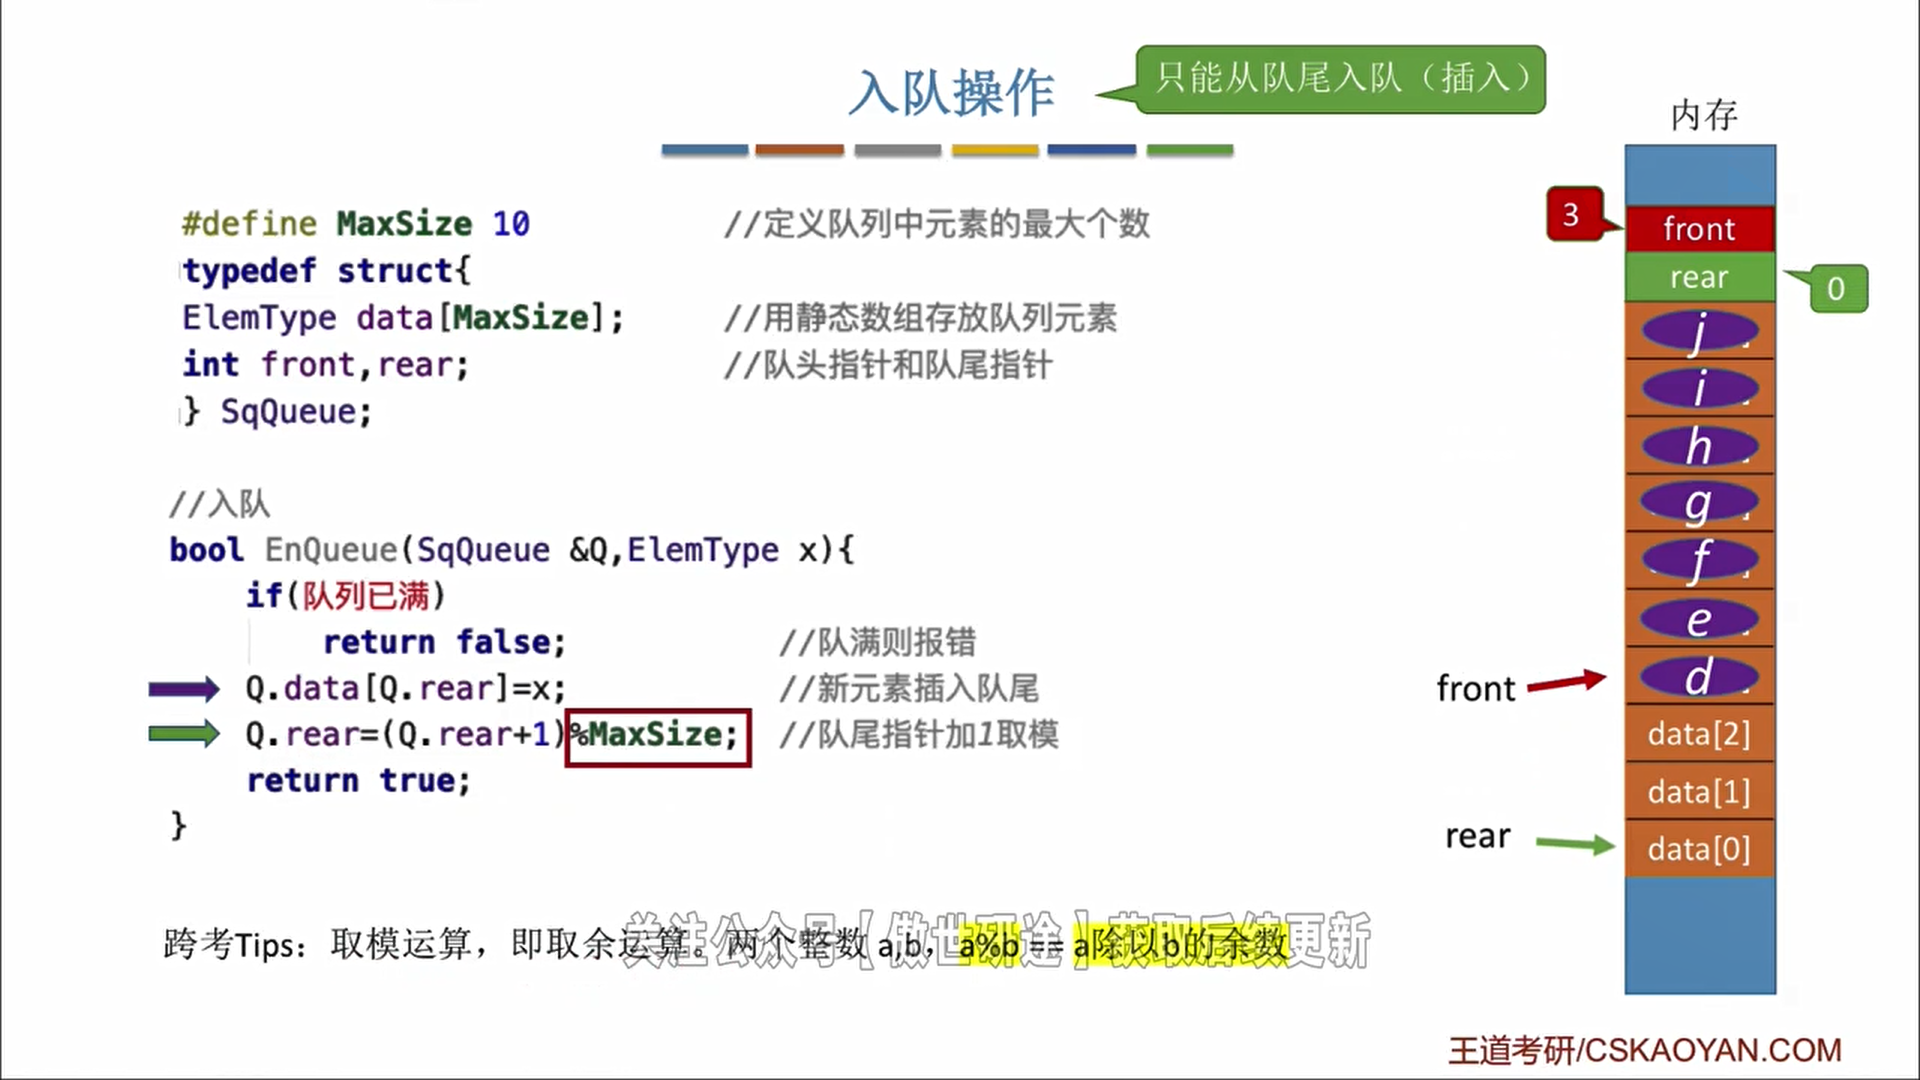 入队操作
只能从队尾入队（插入）
#define MaxSize 10 //定义队列中元素的最大个数
typedef struct{
ElemType data[MaxSize]; //用静态数组存放队列元素
int front,rear; //队头指针和队尾指针
} SqQueue;
//入队
bool EnQueue(SqQueue &Q,ElemType x){
if(队列已满)
return false; //队满则报错
Q.data[Q.rear]=x; //新元素插入队尾
Q.rear=(Q.rear+1)%MaxSize; //队尾指针加1取模
return true;
}
跨考Tips：取模运算，即取余运算。两个整数 a,b，a%b == a除以b的余数
关注公众号【傲世研途】获取后续更新
内存
3
front
rear
0
j
i
h
g
f
e
front
d
data[2]
data[1]
rear
data[0]
王道考研/CSKAOYAN.COM